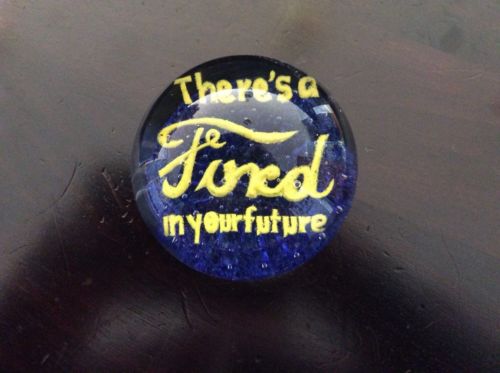 There's a
Ford
in your future